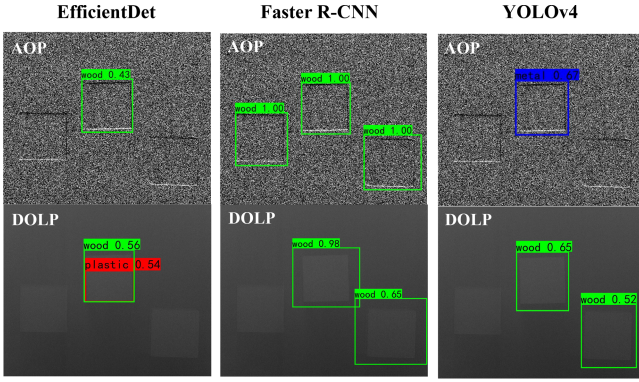 EfficientDet Faster R-CNN YOLOv4
AOP AOP AOP
wood 0.43
wood 1.00
wood 1.00
wood 1.00
DOLP DOLP DOLP
wood 0.56
plastic 0.54
wood 0.98
wood 0.65
wood 0.65
wood 0.52